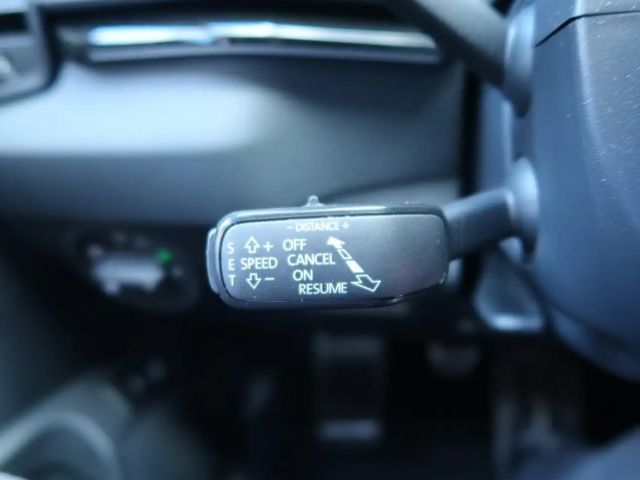 - DISTANCE +
S + OFF
E SPEED CANCEL
T - ON
RESUME